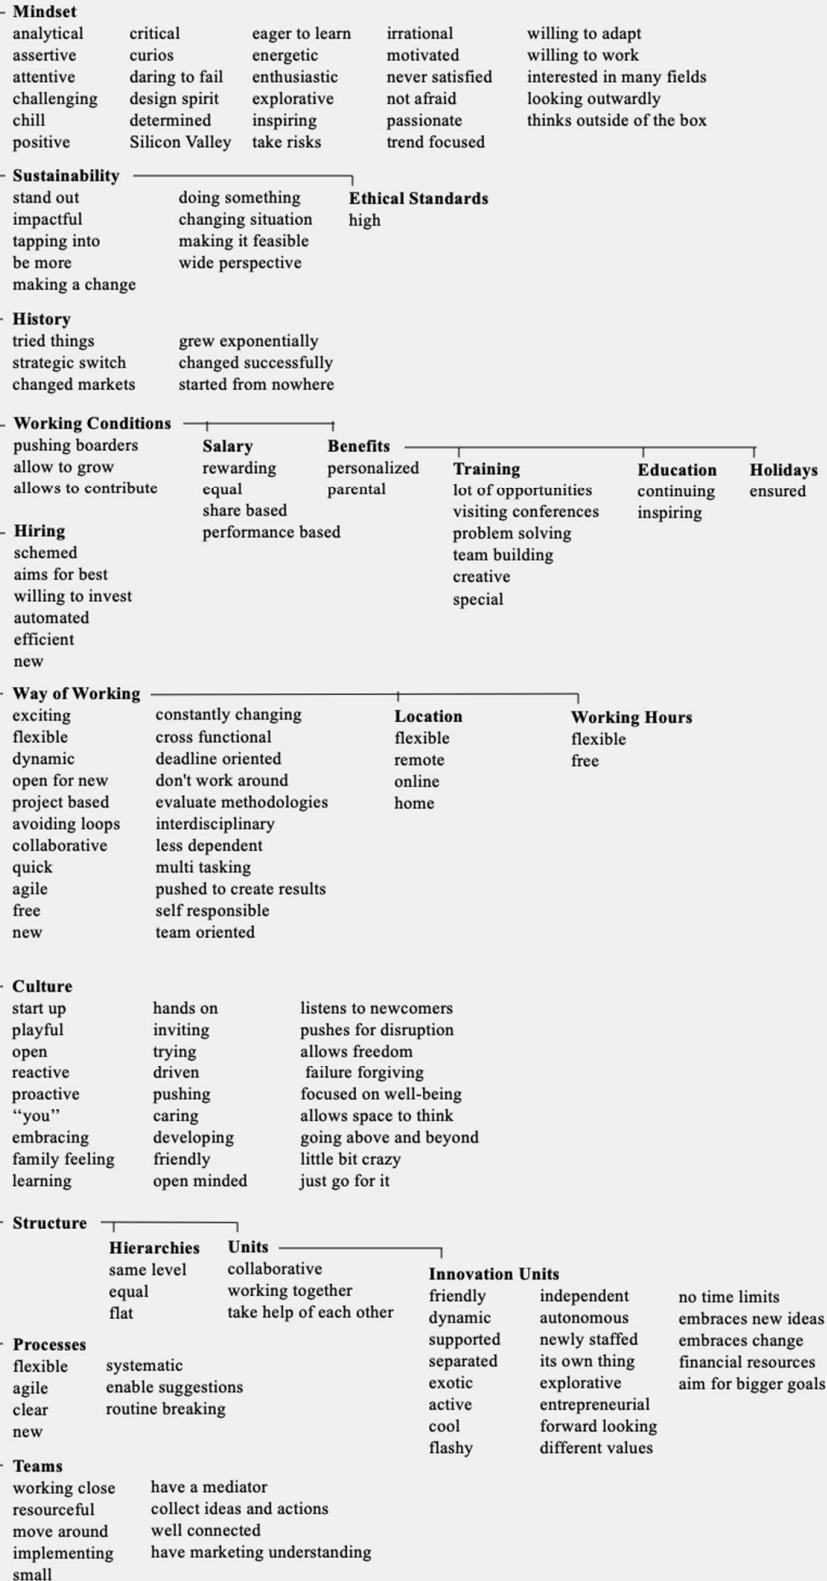 Mindset
analytical critical eager to learn irrational willing to adapt
assertive curios energetic motivated willing to work
attentive daring to fail enthusiastic never satisfied interested in many fields
challenging design spirit explorative not afraid looking outwardly
chill determined inspiring passionate thinks outside of the box
positive Silicon Valley take risks trend focused
Sustainability
stand out doing something Ethical Standards
impactful changing situation high
tapping into making it feasible
be more wide perspective
making a change
History
tried things grew exponentially
strategic switch changed successfully
changed markets started from nowhere
Working Conditions
pushing boarders Salary Benefits
allow to grow rewarding personalized Training Education Holidays
allows to contribute equal parental lot of opportunities continuing ensured
share based visiting conferences inspiring
Hiring performance based problem solving
schemed team building
aims for best creative
willing to invest special
automated
efficient
new
Way of Working
exciting constantly changing Location Working Hours
flexible cross functional flexible flexible
dynamic deadline oriented remote free
open for new don't work around online
project based evaluate methodologies home
avoiding loops interdisciplinary
collaborative less dependent
quick multi tasking
agile pushed to create results
free self responsible
new team oriented
Culture
start up hands on listens to newcomers
playful inviting pushes for disruption
open trying allows freedom
reactive driven failure forgiving
proactive pushing focused on well-being
“you” caring allows space to think
embracing developing going above and beyond
family feeling friendly little bit crazy
learning open minded just go for it
Structure
Hierarchies Units
same level collaborative Innovation Units
equal working together friendly independent no time limits
flat take help of each other dynamic autonomous embraces new ideas
Processes supported newly staffed embraces change
flexible systematic separated its own thing financial resources
agile enable suggestions exotic explorative aim for bigger goals
clear routine breaking active entrepreneurial
new cool forward looking
flashy different values
Teams
working close have a mediator
resourceful collect ideas and actions
move around well connected
implementing have marketing understanding
small